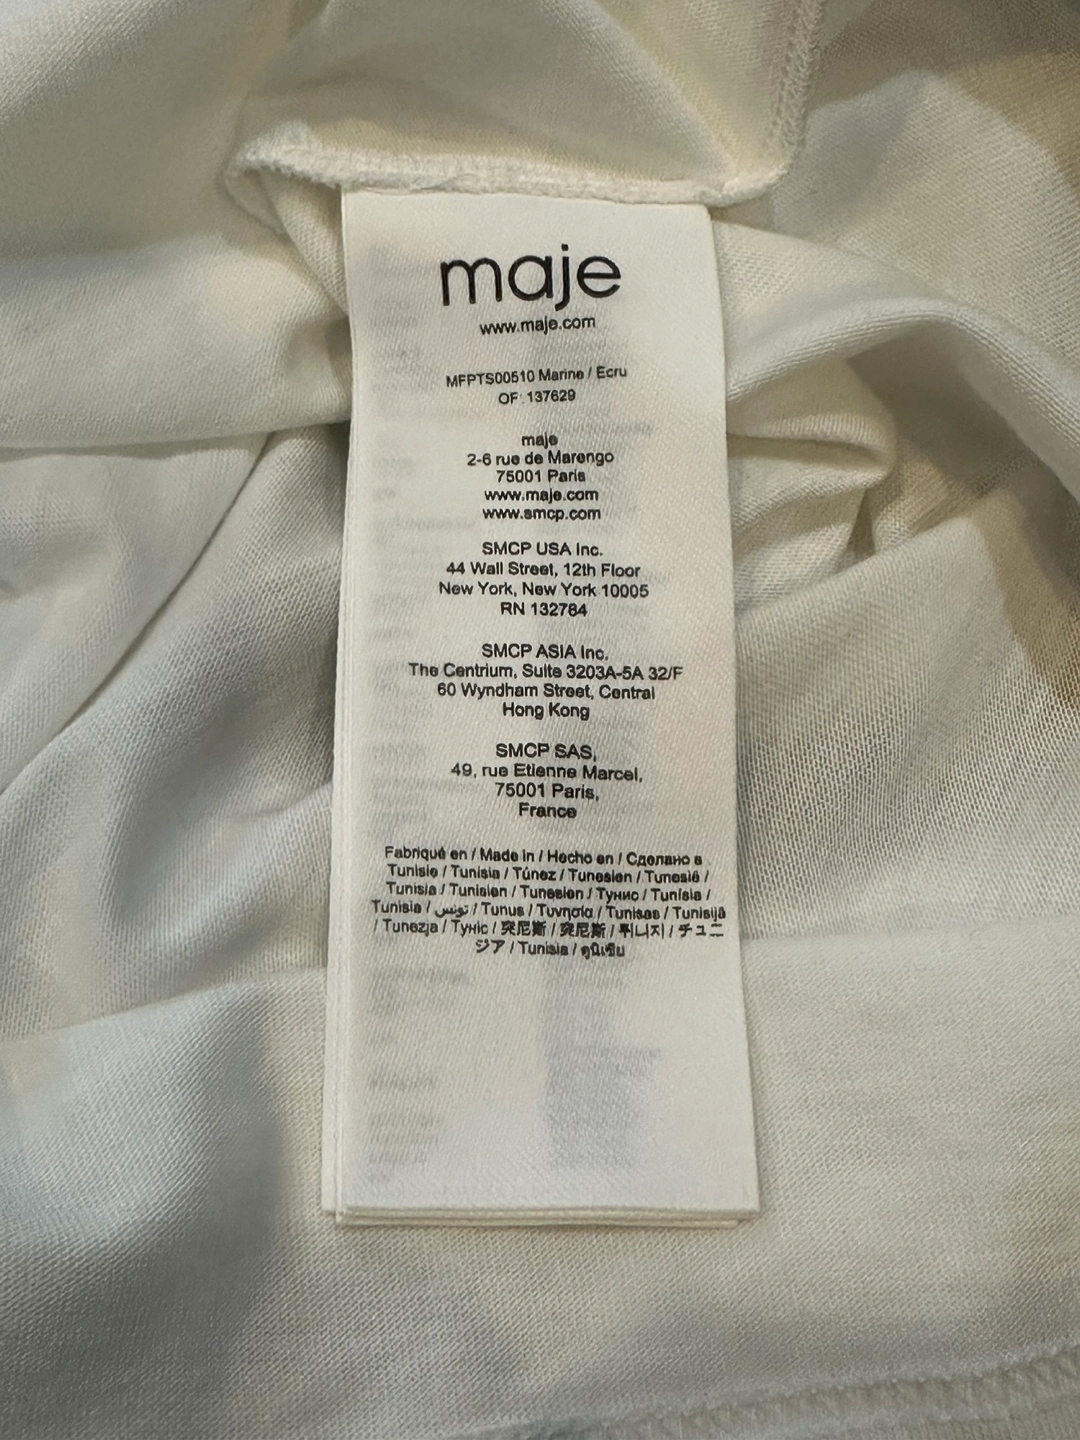 maje
www.maje.com
MFPTS00510 Marine / Ecru
OF: 137629
maje
2-6 rue de Marengo
75001 Paris
www.maje.com
www.smcp.com
SMCP USA Inc.
44 Wall Street, 12th Floor
New York, New York 10005
RN 132784
SMCP ASIA Inc.
The Centrium, Suite 3203A-5A 32/F
60 Wyndham Street, Central
Hong Kong
SMCP SAS,
49, rue Etienne Marcel,
75001 Paris,
France
Fabriqué en / Made in / Hecho en / Сделано в
Tunisie / Tunisia / Túnez / Tunesien / Tunesië /
Tunisia / Tunisien / Tunesien / Тунис / Tunísia /
Tunisia / تونس / Tunus / Τυνησία / Tunisas / Tunisijā
/ Tunezja / Туніс / 突尼斯 / 突尼斯 / 튀니지 / チュニ
ジア / Tunisia / ตูนิเซีย